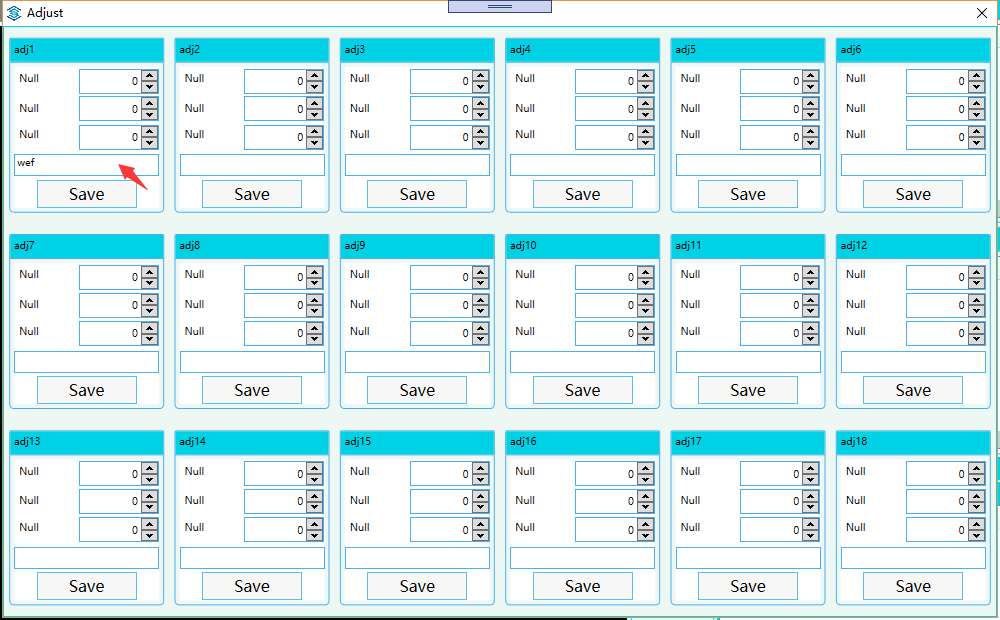 Adjust
adj1 adj2 adj3 adj4 adj5 adj6
Null 0 Null 0 Null 0 Null 0 Null 0 Null 0
Null 0 Null 0 Null 0 Null 0 Null 0 Null 0
Null 0 Null 0 Null 0 Null 0 Null 0 Null 0
wef
Save Save Save Save Save Save
adj7 adj8 adj9 adj10 adj11 adj12
Null 0 Null 0 Null 0 Null 0 Null 0 Null 0
Null 0 Null 0 Null 0 Null 0 Null 0 Null 0
Null 0 Null 0 Null 0 Null 0 Null 0 Null 0
Save Save Save Save Save Save
adj13 adj14 adj15 adj16 adj17 adj18
Null 0 Null 0 Null 0 Null 0 Null 0 Null 0
Null 0 Null 0 Null 0 Null 0 Null 0 Null 0
Null 0 Null 0 Null 0 Null 0 Null 0 Null 0
Save Save Save Save Save Save